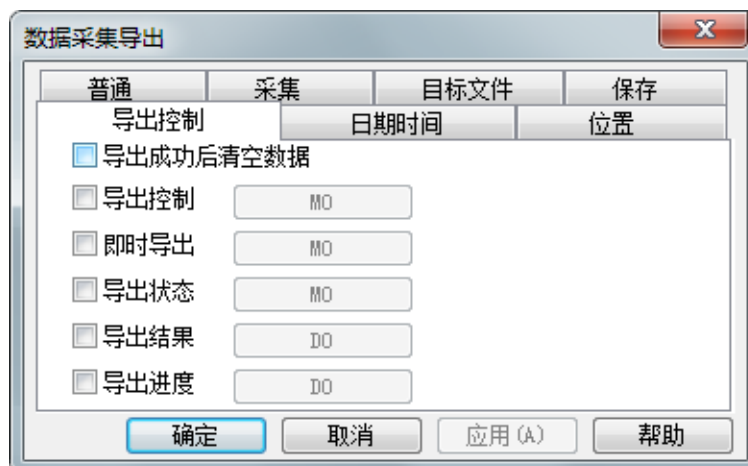 数据采集导出
普通 采集 目标文件 保存
导出控制 日期时间 位置
导出成功后清空数据
导出控制 M0
即时导出 M0
导出状态 M0
导出结果 D0
导出进度 D0
确定 取消 应用(A) 帮助